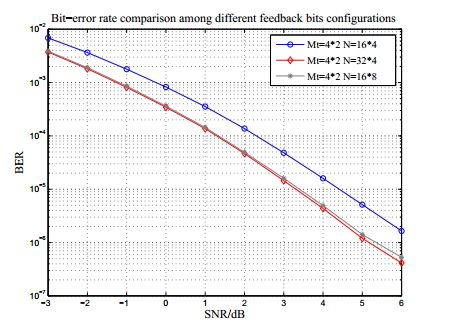 Bit−error rate comparison among different feedback bits configurations
10^-2
10^-3
10^-4
10^-5
10^-6
10^-7
BER
Mt=4*2 N=16*4
Mt=4*2 N=32*4
Mt=4*2 N=16*8
−3 −2 −1 0 1 2 3 4 5 6
SNR/dB